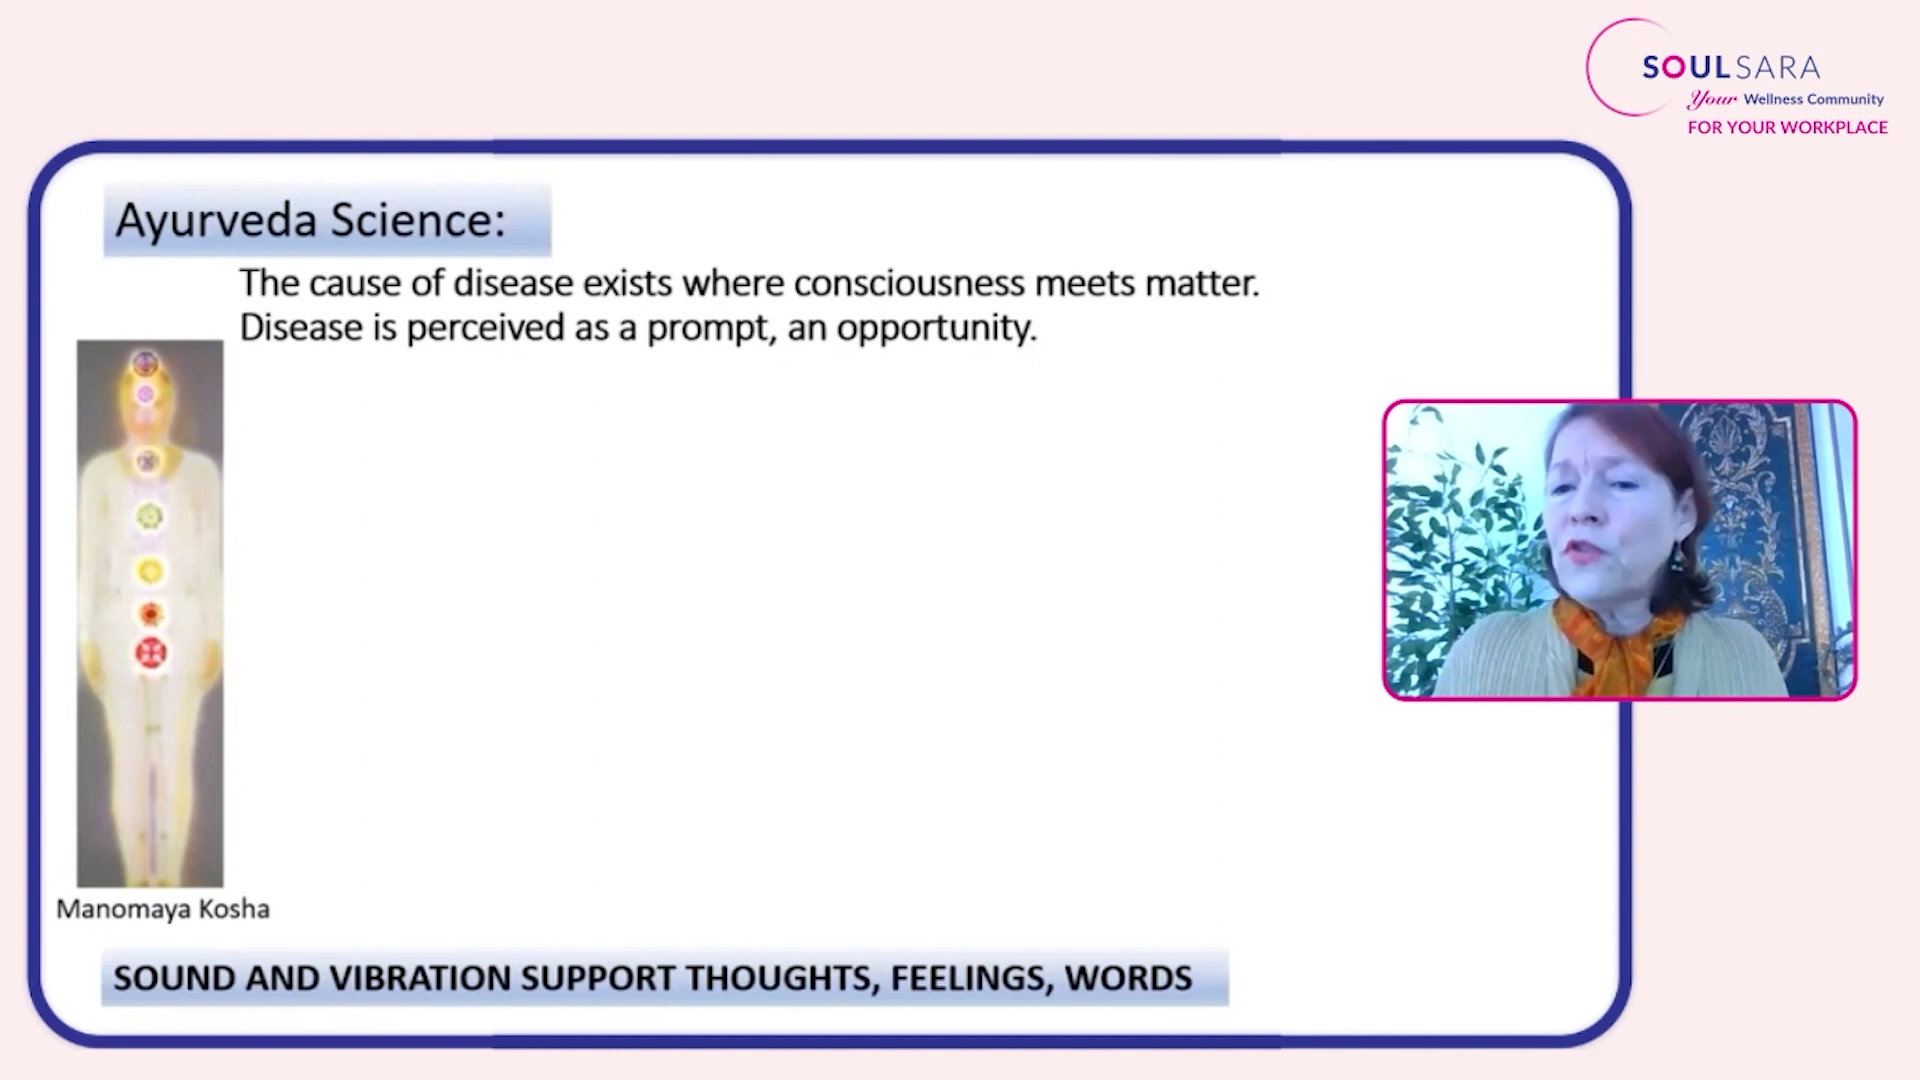 SOULSARA
Your Wellness Community
FOR YOUR WORKPLACE
Ayurveda Science:
The cause of disease exists where consciousness meets matter.
Disease is perceived as a prompt, an opportunity.
Manomaya Kosha
SOUND AND VIBRATION SUPPORT THOUGHTS, FEELINGS, WORDS